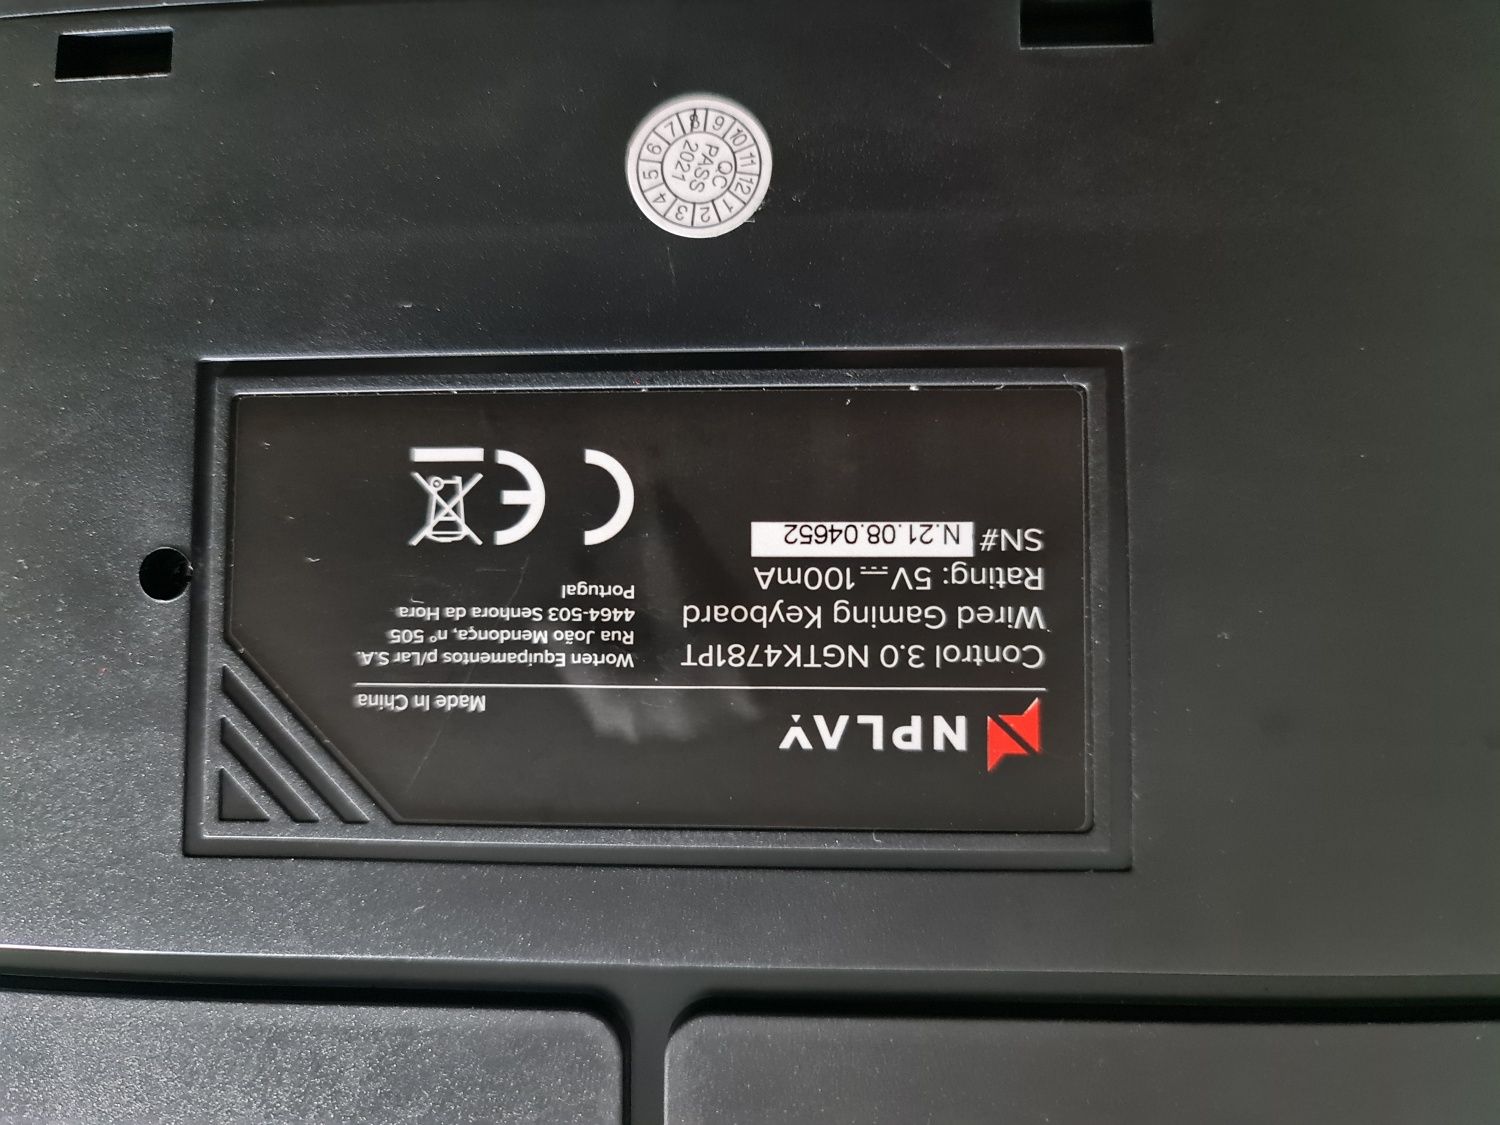 NPLAY
Made In China
Control 3.0 NGTK4781PT
Wired Gaming Keyboard
Rating: 5V⎓100mA
SN# N.21.08.04652
Worten Equipamentos p/Lar S.A.
Rua João Mendonça, nº 505
4464-503 Senhora da Hora
Portugal
CE
QC
PASS
2021
1 2 3 4 5 6 7 8 9 10 11 12